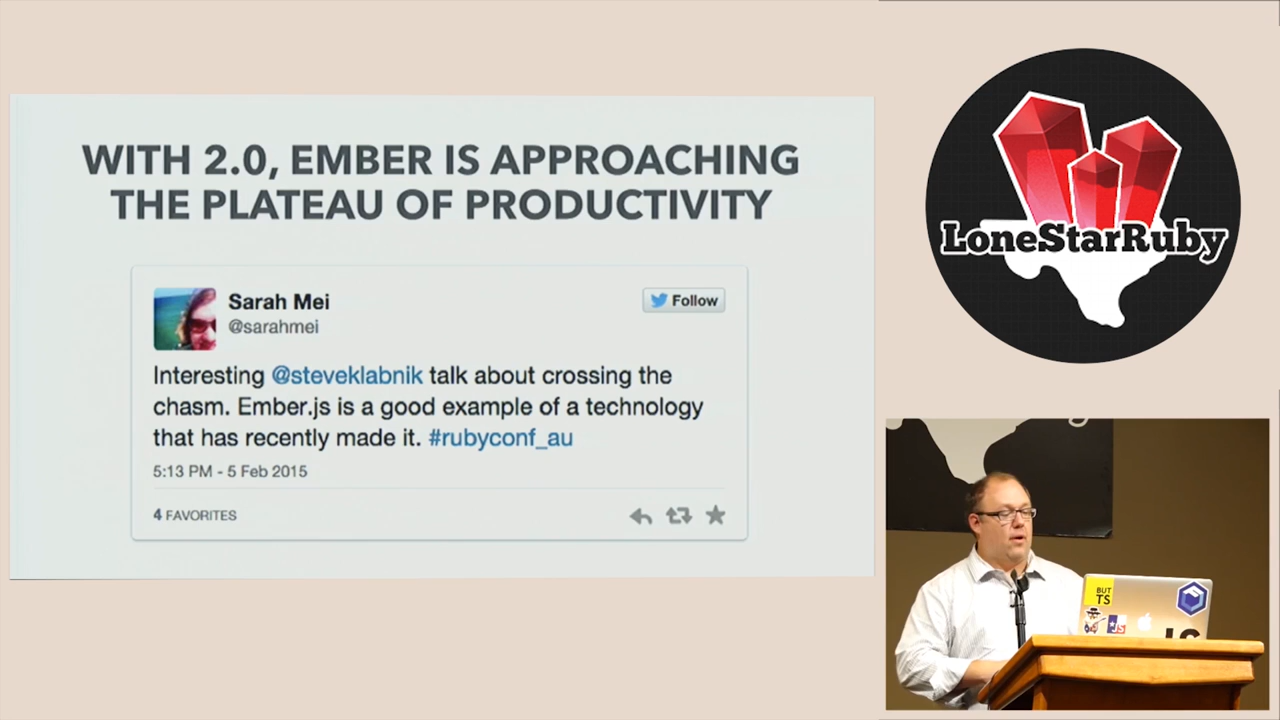 WITH 2.0, EMBER IS APPROACHING
THE PLATEAU OF PRODUCTIVITY
Sarah Mei
@sarahmei
Follow
Interesting @steveklabnik talk about crossing the
chasm. Ember.js is a good example of a technology
that has recently made it. #rubyconf_au
5:13 PM - 5 Feb 2015
4 FAVORITES
LoneStarRuby
BUT
TS
JS